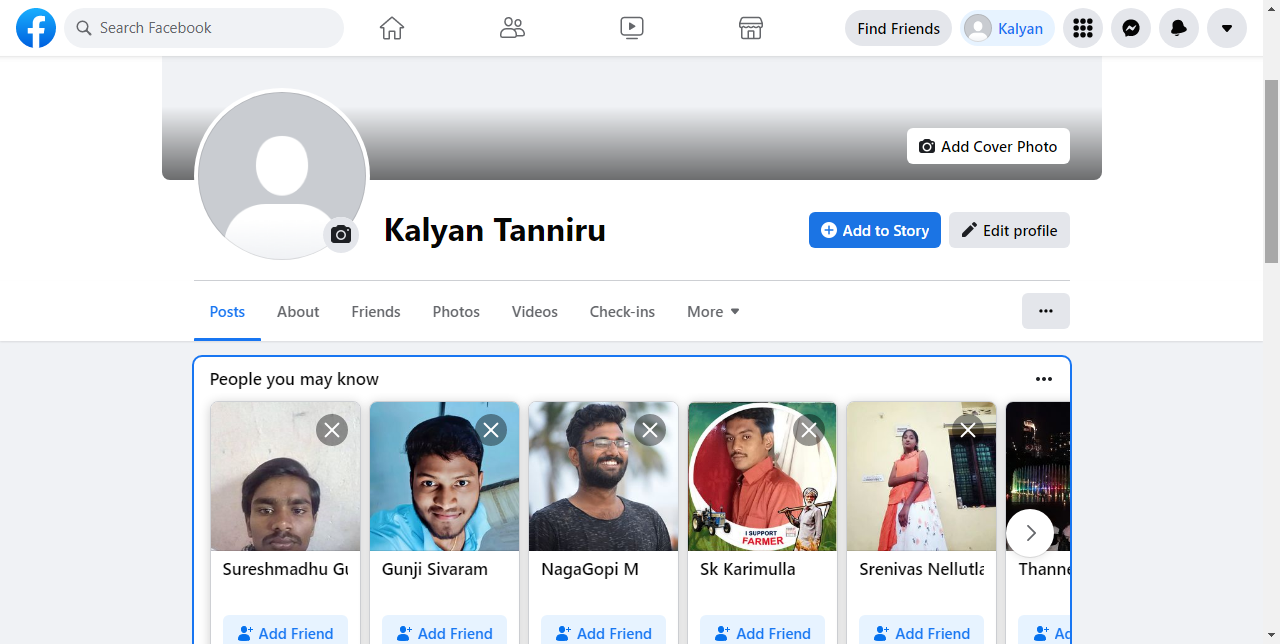 Search Facebook
Find Friends
Kalyan
Add Cover Photo
Kalyan Tanniru
Add to Story
Edit profile
Posts About Friends Photos Videos Check-ins More
People you may know
I SUPPORT
FARMER
Sureshmadhu Gu
Gunji Sivaram
NagaGopi M
Sk Karimulla
Srenivas Nellutla
Thanne
Add Friend
Add Friend
Add Friend
Add Friend
Add Friend
Ad